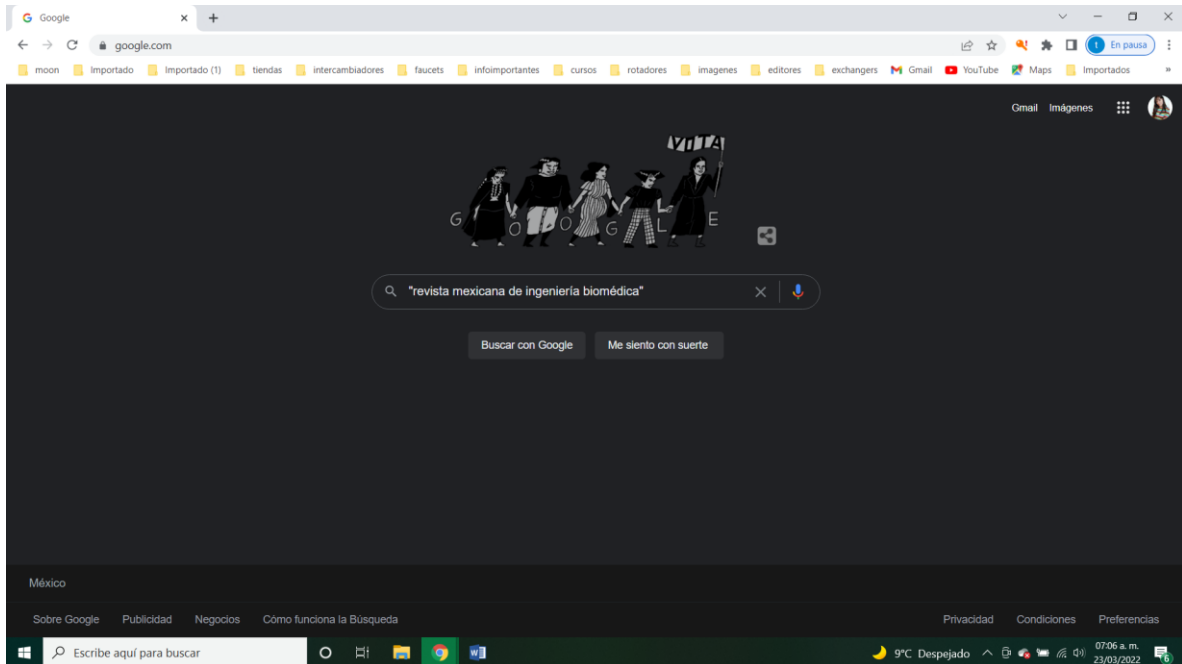 Google
google.com
En pausa
moon Importado Importado (1) tiendas intercambiadores faucets infoimportantes cursos rotadores imagenes editores exchangers Gmail YouTube Maps Importados »
Gmail Imágenes
VOTA
G O O G L E
"revista mexicana de ingeniería biomédica"
Buscar con Google Me siento con suerte
México
Sobre Google Publicidad Negocios Cómo funciona la Búsqueda Privacidad Condiciones Preferencias
Escribe aquí para buscar 9°C Despejado 07:06 a. m.
23/03/2022